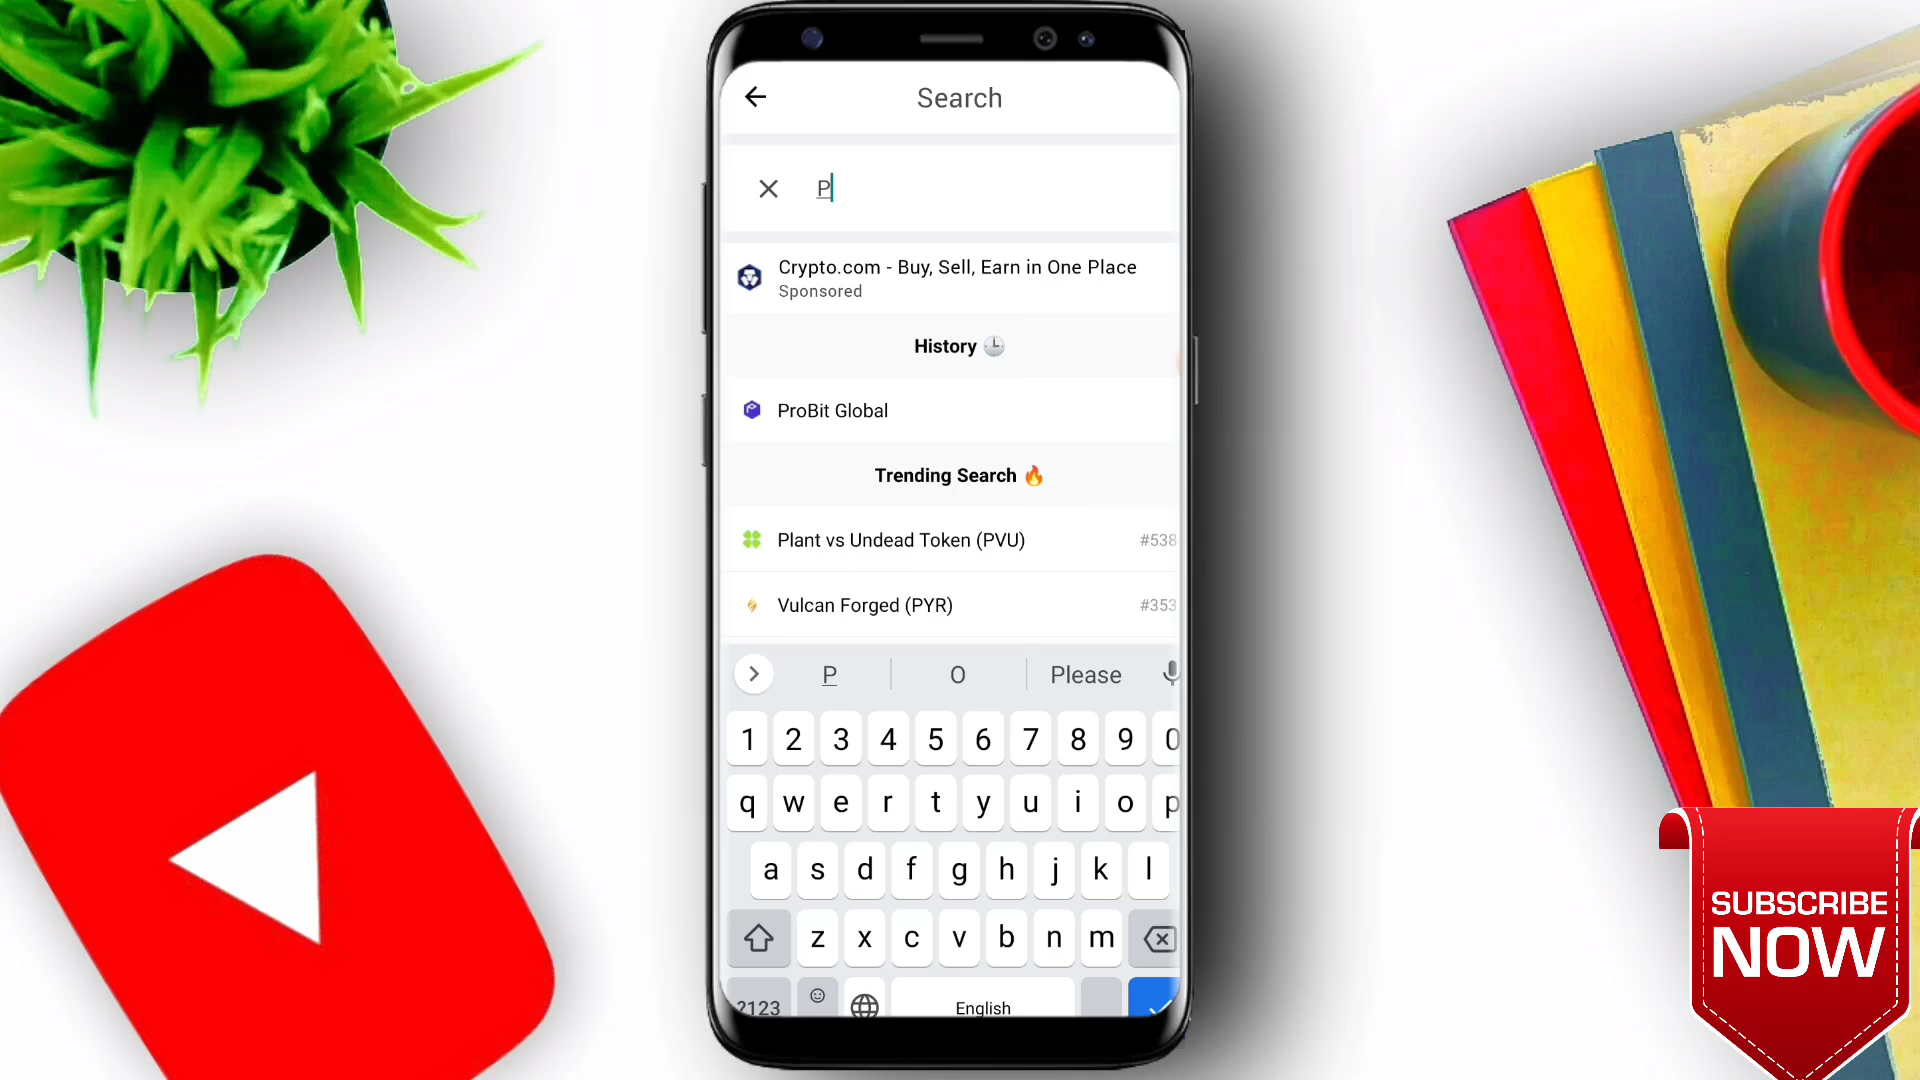 Search
P
Crypto.com - Buy, Sell, Earn in One Place
Sponsored
History 🕒
ProBit Global
Trending Search 🔥
Plant vs Undead Token (PVU) #538
Vulcan Forged (PYR) #353
P O Please
1 2 3 4 5 6 7 8 9 0
q w e r t y u i o p
a s d f g h j k l
z x c v b n m
?123 English
SUBSCRIBE
NOW